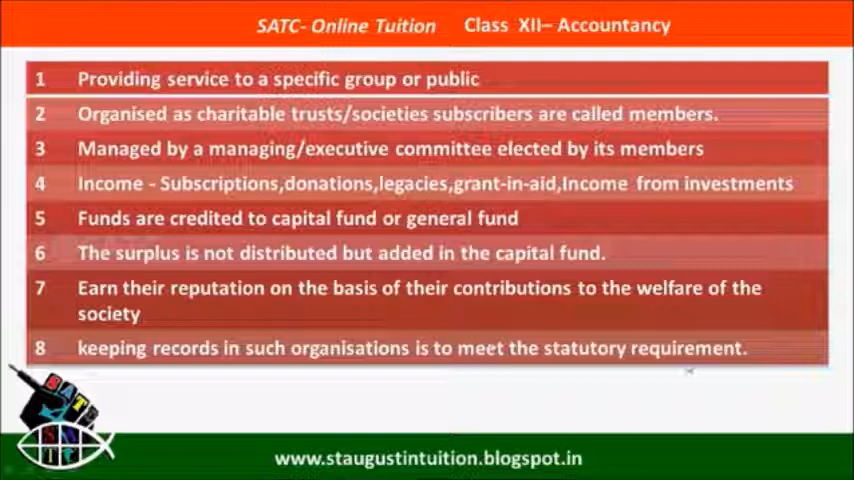 SATC- Online Tuition Class XII– Accountancy
1 Providing service to a specific group or public
2 Organised as charitable trusts/societies subscribers are called members.
3 Managed by a managing/executive committee elected by its members
4 Income - Subscriptions,donations,legacies,grant-in-aid,Income from investments
5 Funds are credited to capital fund or general fund
6 The surplus is not distributed but added in the capital fund.
7 Earn their reputation on the basis of their contributions to the welfare of the
society
8 keeping records in such organisations is to meet the statutory requirement.
SATC
www.staugustintuition.blogspot.in